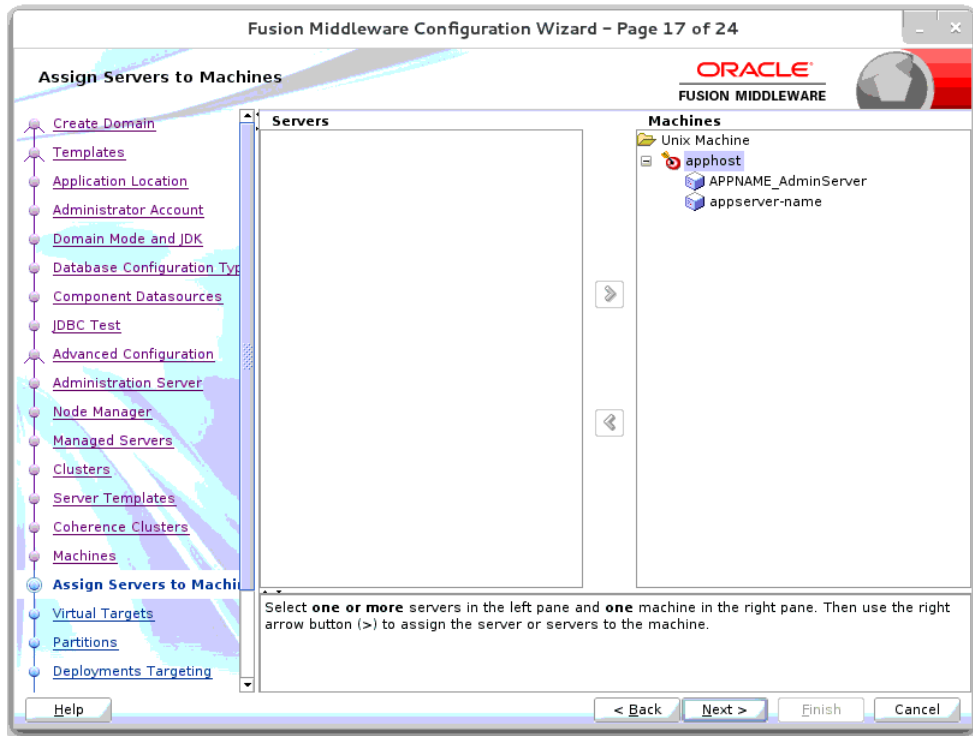 Fusion Middleware Configuration Wizard - Page 17 of 24
Assign Servers to Machines
ORACLE
FUSION MIDDLEWARE
Create Domain
Templates
Application Location
Administrator Account
Domain Mode and JDK
Database Configuration Typ
Component Datasources
JDBC Test
Advanced Configuration
Administration Server
Node Manager
Managed Servers
Clusters
Server Templates
Coherence Clusters
Machines
Assign Servers to Machi
Virtual Targets
Partitions
Deployments Targeting
Servers
Machines
Unix Machine
apphost
APPNAME_AdminServer
appserver-name
Select one or more servers in the left pane and one machine in the right pane. Then use the right
arrow button (>) to assign the server or servers to the machine.
Help
< Back
Next >
Finish
Cancel